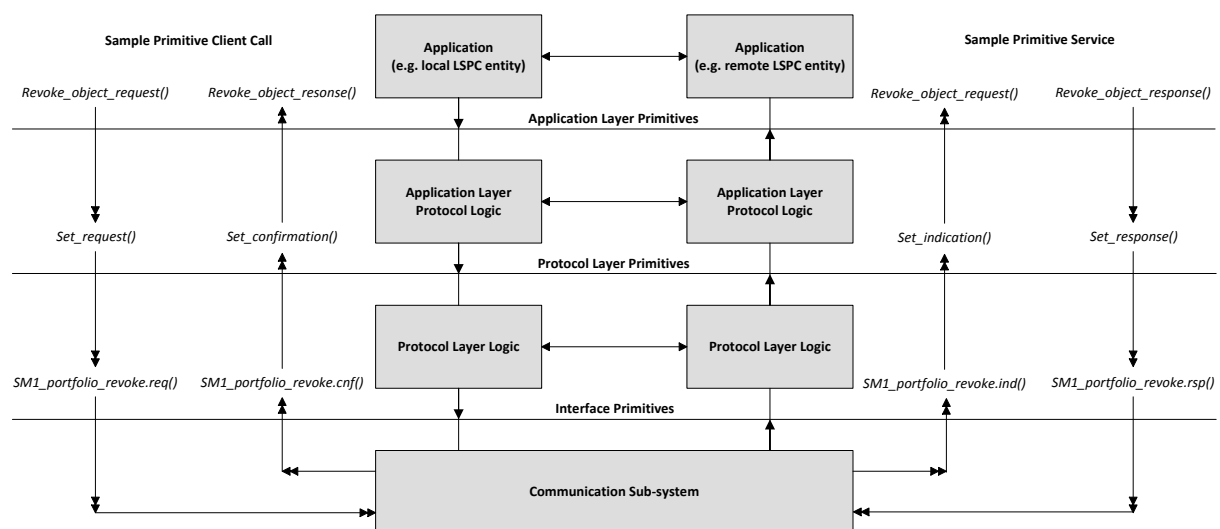 Sample Primitive Client Call
Application
(e.g. local LSPC entity)
Application
(e.g. remote LSPC entity)
Sample Primitive Service
Revoke_object_request()
Revoke_object_resonse()
Revoke_object_request()
Revoke_object_response()
Application Layer Primitives
Application Layer
Protocol Logic
Application Layer
Protocol Logic
Set_request()
Set_confirmation()
Set_indication()
Set_response()
Protocol Layer Primitives
Protocol Layer Logic
Protocol Layer Logic
SM1_portfolio_revoke.req()
SM1_portfolio_revoke.cnf()
SM1_portfolio_revoke.ind()
SM1_portfolio_revoke.rsp()
Interface Primitives
Communication Sub-system